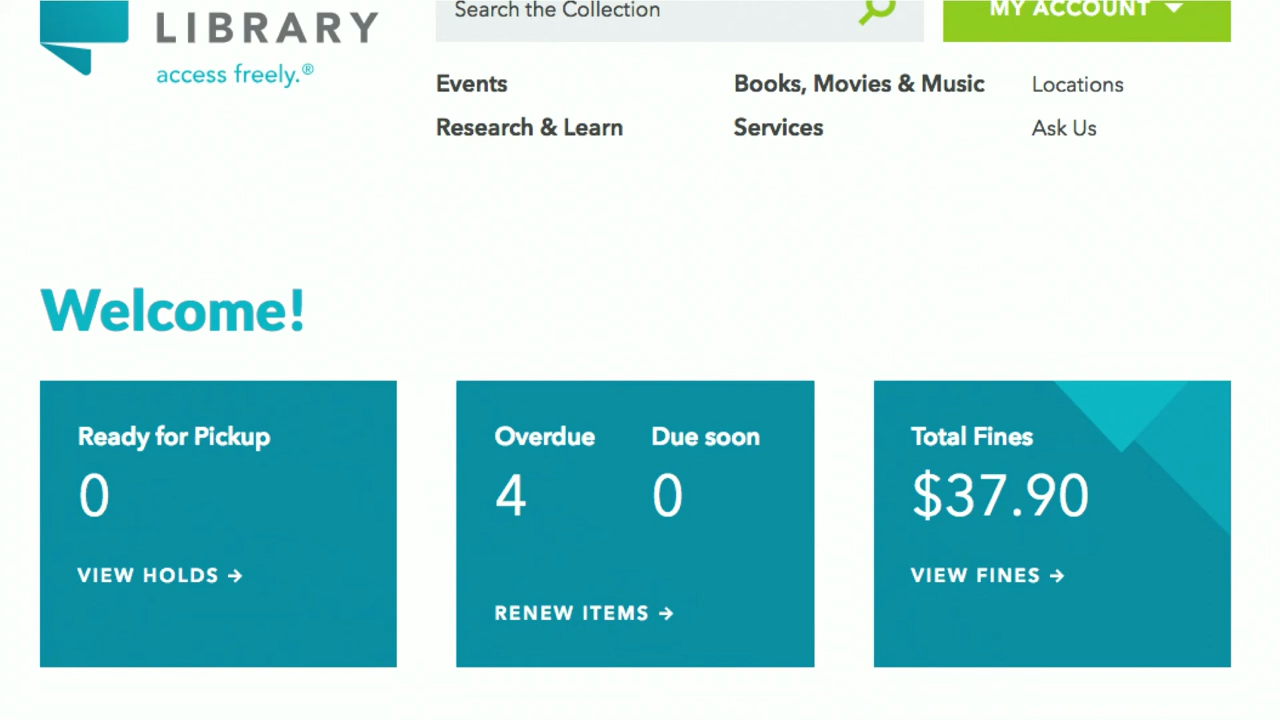 LIBRARY
access freely.®
Search the Collection
MY ACCOUNT
Events
Books, Movies & Music
Locations
Research & Learn
Services
Ask Us
Welcome!
Ready for Pickup
0
VIEW HOLDS →
Overdue
Due soon
4
0
RENEW ITEMS →
Total Fines
$37.90
VIEW FINES →